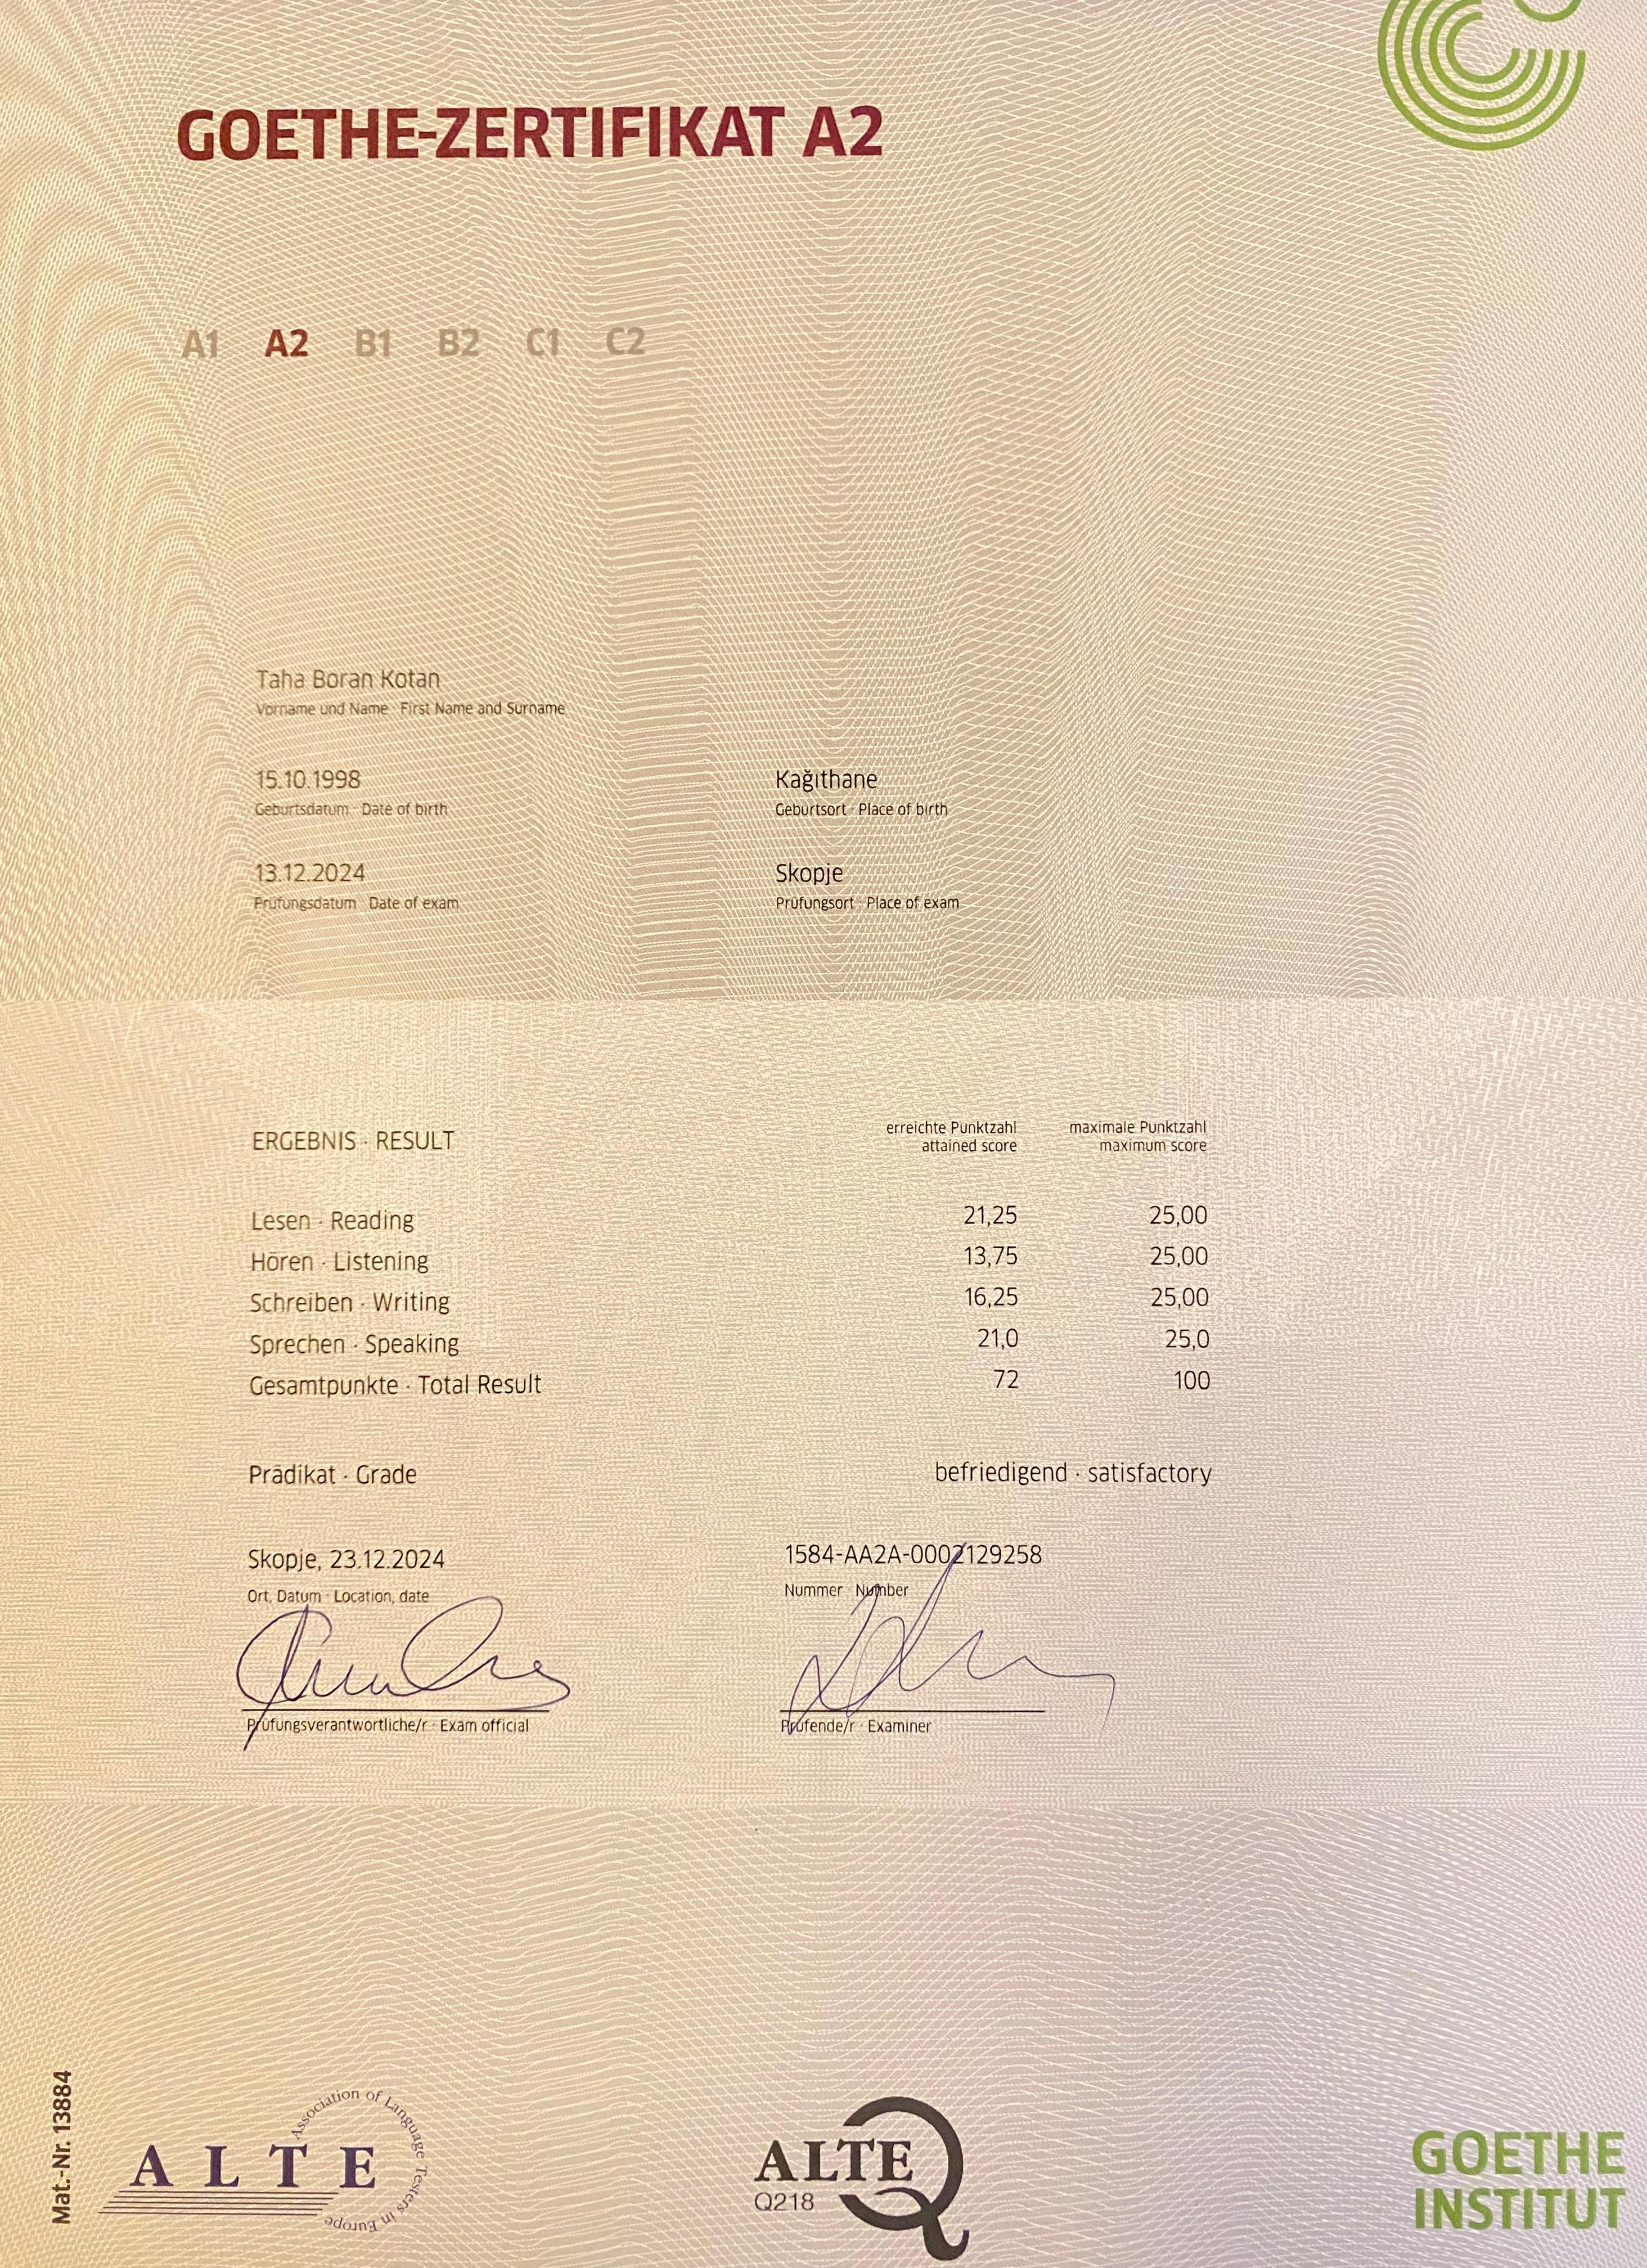 GOETHE-ZERTIFIKAT A2
A1 A2 B1 B2 C1 C2
Taha Boran Kotan
Vorname und Name · First Name and Surname
15.10.1998 Kağıthane
Geburtsdatum · Date of birth Geburtsort · Place of birth
13.12.2024 Skopje
Prüfungsdatum · Date of exam Prüfungsort · Place of exam
ERGEBNIS · RESULT
erreichte Punktzahl maximale Punktzahl
attained score maximum score
Lesen · Reading 21,25 25,00
Hören · Listening 13,75 25,00
Schreiben · Writing 16,25 25,00
Sprechen · Speaking 21,0 25,0
Gesamtpunkte · Total Result 72 100
Prädikat · Grade befriedigend · satisfactory
Skopje, 23.12.2024 1584-AA2A-0002129258
Ort, Datum · Location, date Nummer · Number
Prüfungsverantwortliche/r · Exam official Prüfende/r · Examiner
Mat.-Nr. 13884
ALTE
Association of Language Testers in Europe
ALTE
Q218
GOETHE
INSTITUT